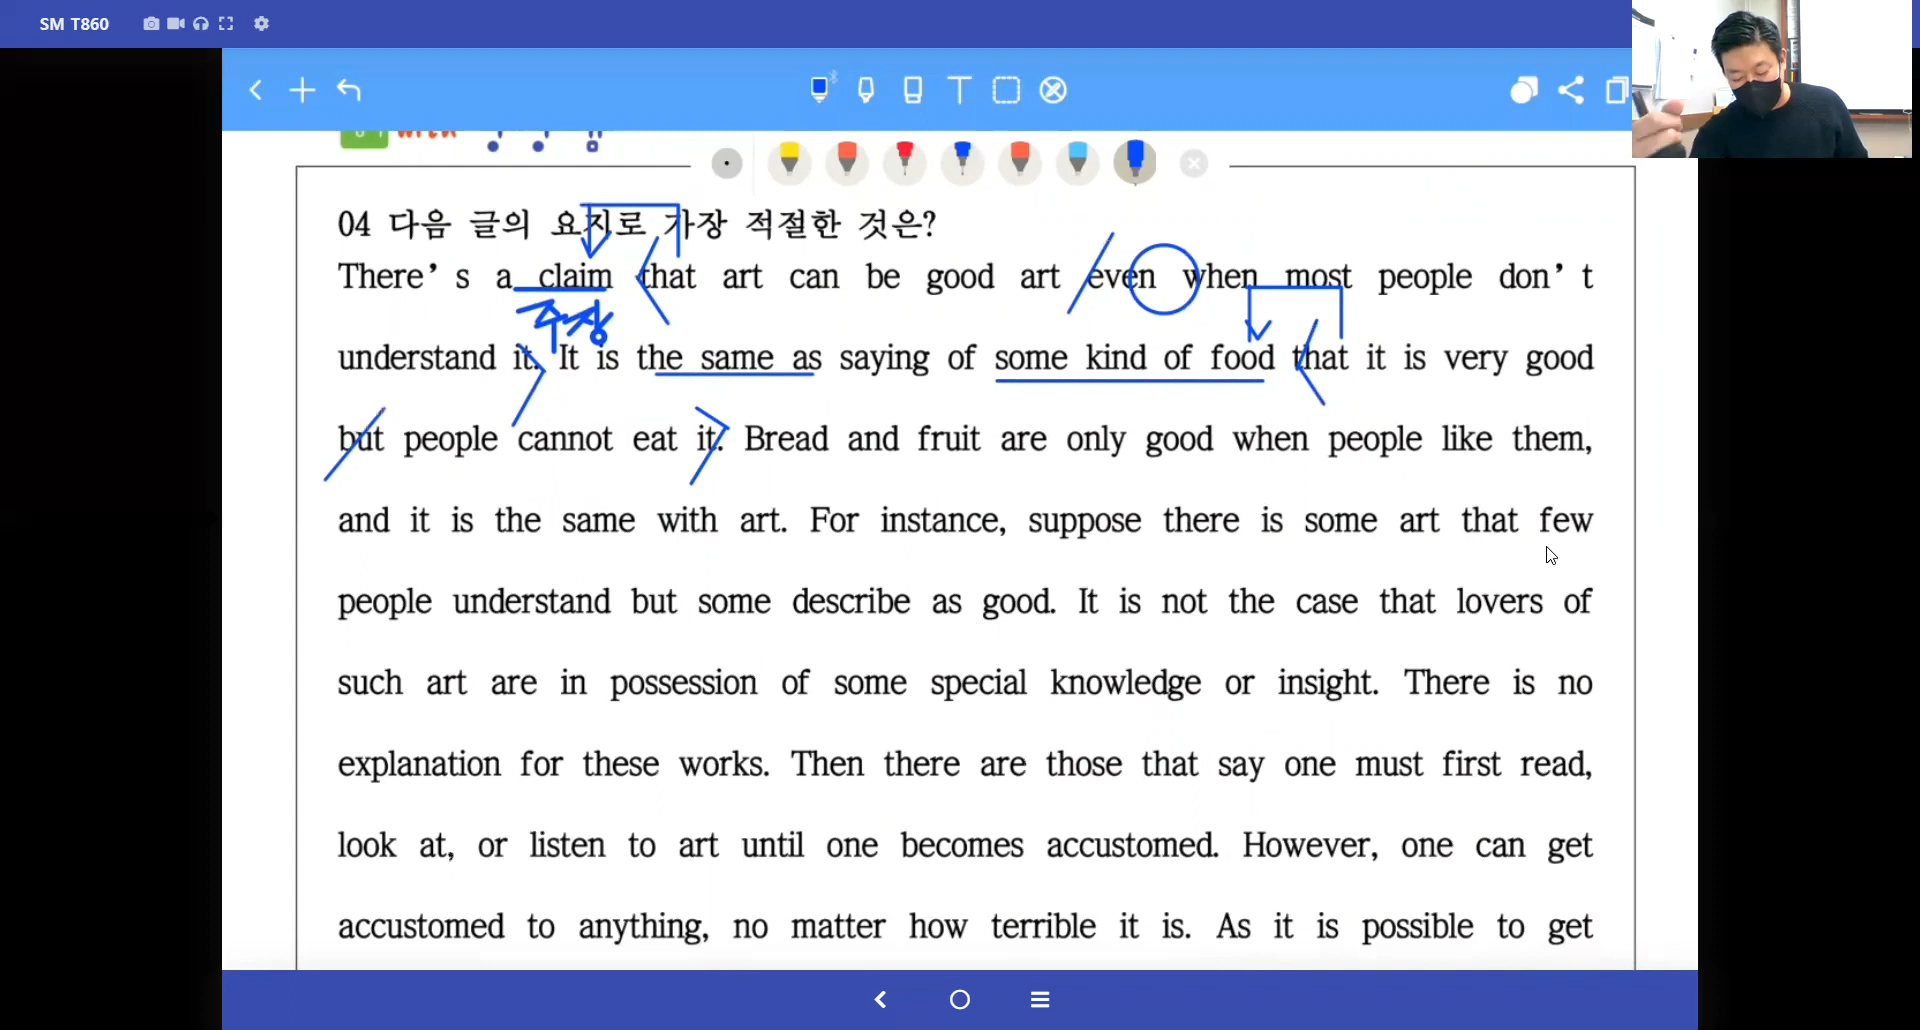 SM T860
04 다음 글의 요지로 가장 적절한 것은?
There's a claim that art can be good art even when most people don't
주장
understand it. It is the same as saying of some kind of food that it is very good
but people cannot eat it. Bread and fruit are only good when people like them,
and it is the same with art. For instance, suppose there is some art that few
people understand but some describe as good. It is not the case that lovers of
such art are in possession of some special knowledge or insight. There is no
explanation for these works. Then there are those that say one must first read,
look at, or listen to art until one becomes accustomed. However, one can get
accustomed to anything, no matter how terrible it is. As it is possible to get